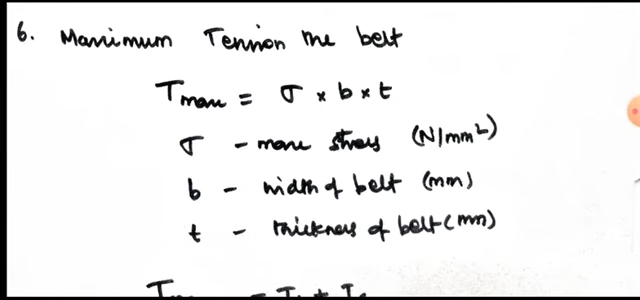 6. Maximum Tension the belt
Tmax = σ × b × t
σ - max stress (N/mm²)
b - width of belt (mm)
t - thickness of belt (mm)